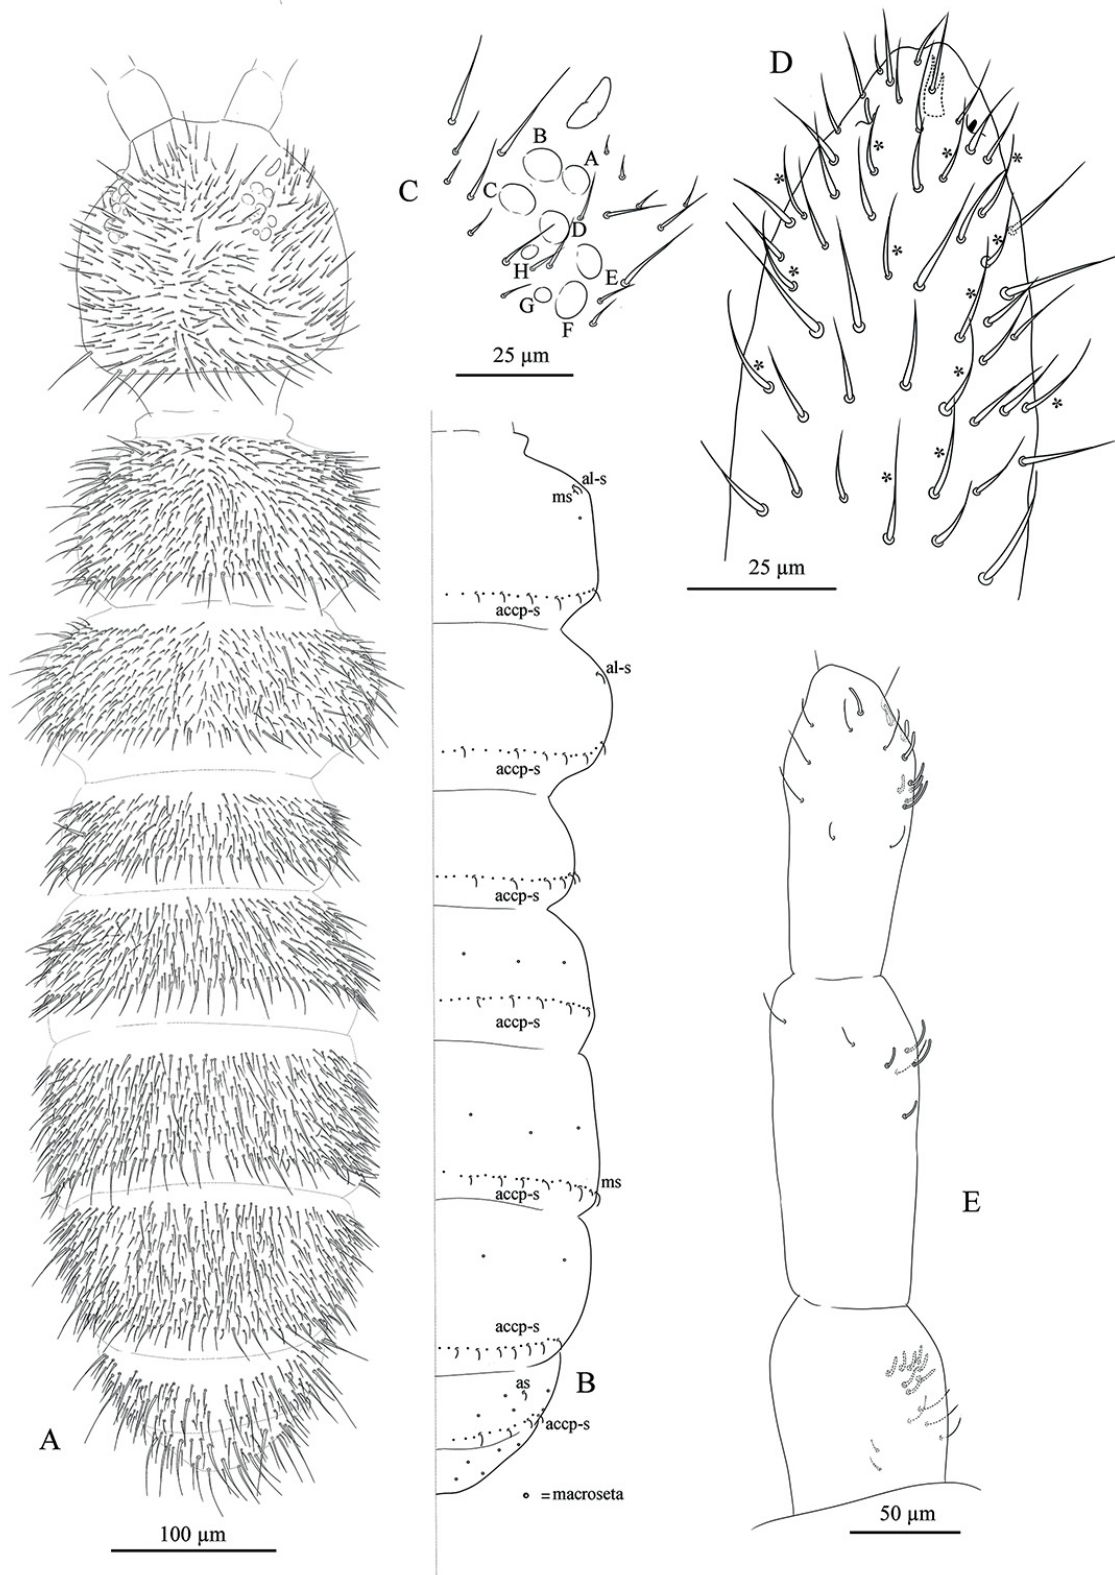 D
B
A
C
C
D
H
E
G
F
25 µm
*
*
*
*
*
*
*
*
*
*
*
*
25 µm
al-s
ms
accp-s
al-s
accp-s
accp-s
accp-s
ms
accp-s
accp-s
as
B
accp-s
= macroseta
A
100 µm
E
50 µm